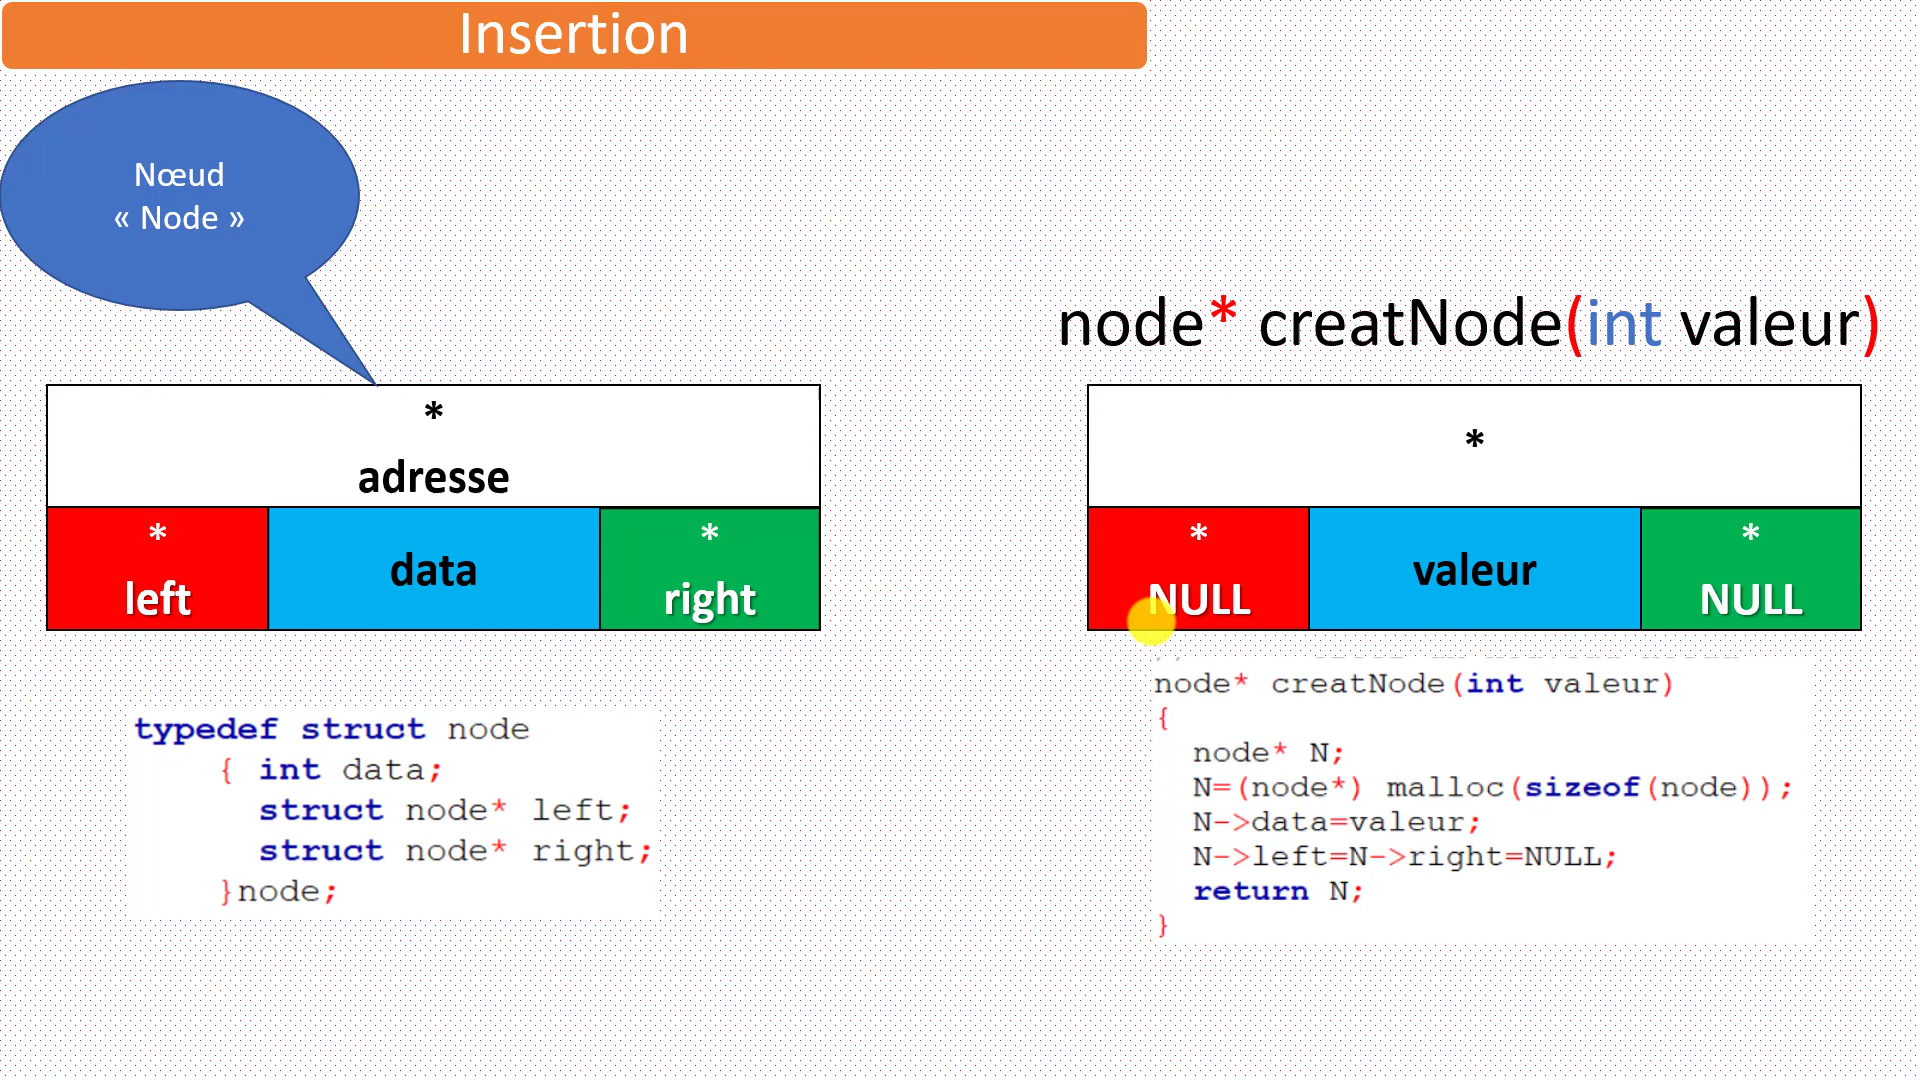 Insertion
Nœud
« Node »
node* creatNode(int valeur)
*
adresse
*
left
data
*
right
*
*
NULL
valeur
*
NULL
typedef struct node
{ int data;
struct node* left;
struct node* right;
}node;
node* creatNode(int valeur)
{
node* N;
N=(node*) malloc(sizeof(node));
N->data=valeur;
N->left=N->right=NULL;
return N;
}